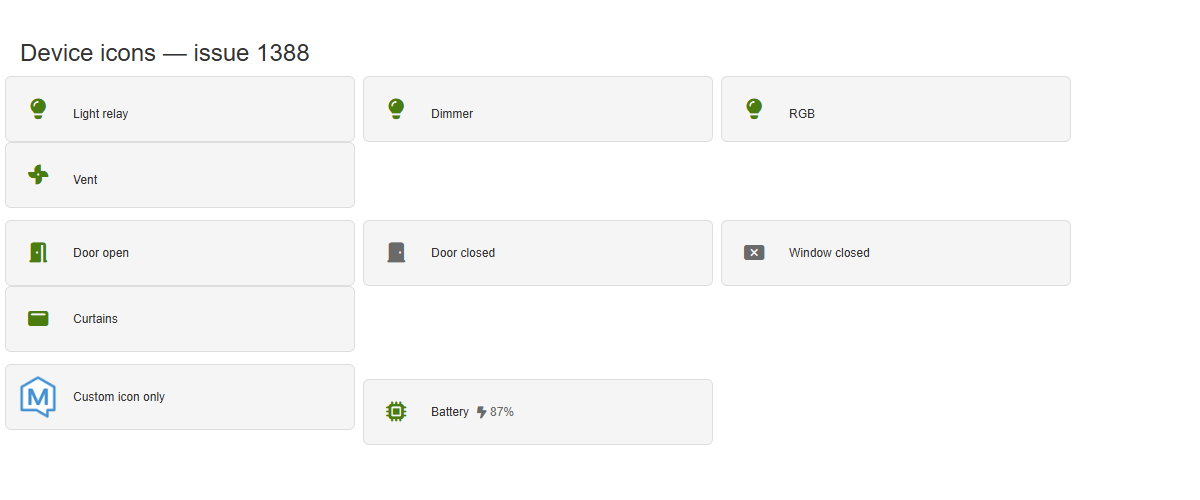 Device icons — issue 1388
Light relay
Dimmer
RGB
Vent
Door open
Door closed
Window closed
Curtains
M
Custom icon only
Battery 87%